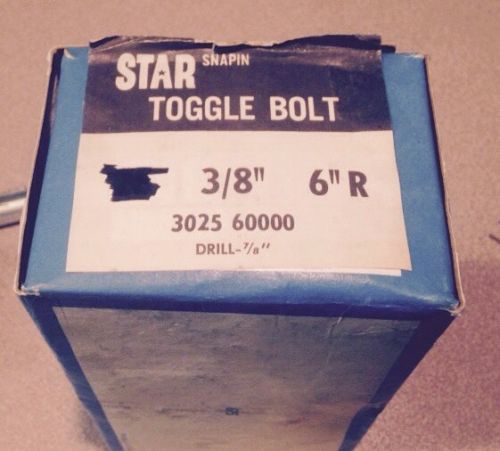 STAR SNAPIN
TOGGLE BOLT
3/8" 6" R
3025 60000
DRILL-7/8"